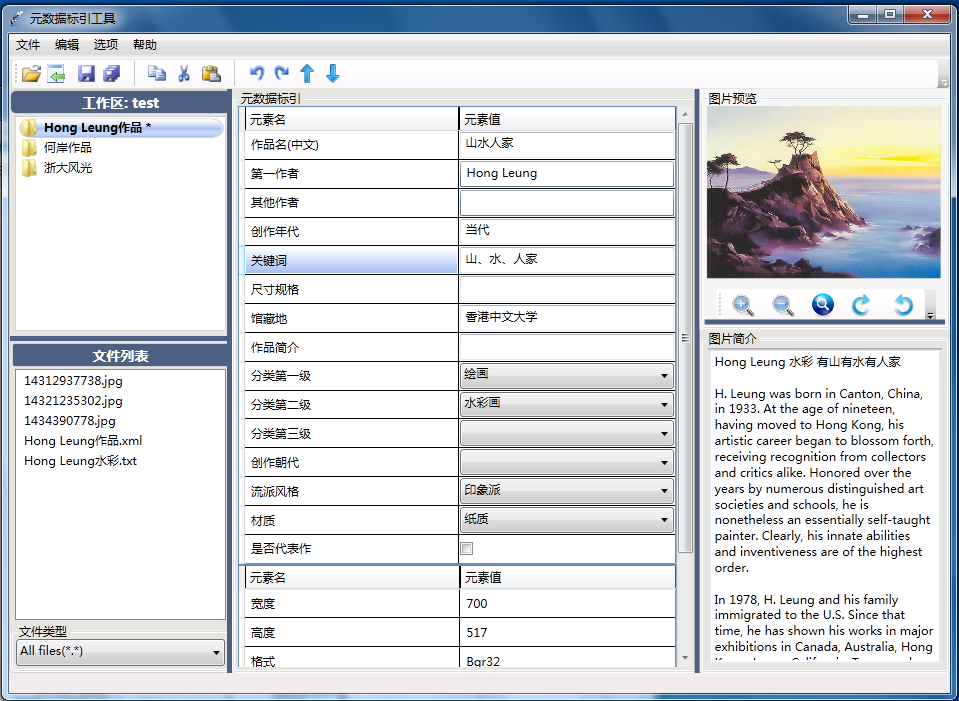 元数据标引工具
文件 编辑 选项 帮助
工作区: test
Hong Leung作品 *
何岸作品
浙大风光
文件列表
14312937738.jpg
14321235302.jpg
1434390778.jpg
Hong Leung作品.xml
Hong Leung水彩.txt
文件类型
All files(*.*)
元数据标引
元素名 元素值
作品名(中文) 山水人家
第一作者 Hong Leung
其他作者
创作年代 当代
关键词 山、水、人家
尺寸规格
馆藏地 香港中文大学
作品简介
分类第一级 绘画
分类第二级 水彩画
分类第三级
创作朝代
流派风格 印象派
材质 纸质
是否代表作
元素名 元素值
宽度 700
高度 517
格式 Bgr32
图片预览
图片简介
Hong Leung 水彩 有山有水有人家
H. Leung was born in Canton, China,
in 1933. At the age of nineteen,
having moved to Hong Kong, his
artistic career began to blossom forth,
receiving recognition from collectors
and critics alike. Honored over the
years by numerous distinguished art
societies and schools, he is
nonetheless an essentially self-taught
painter. Clearly, his innate abilities
and inventiveness are of the highest
order.
In 1978, H. Leung and his family
immigrated to the U.S. Since that
time, he has shown his works in major
exhibitions in Canada, Australia, Hong